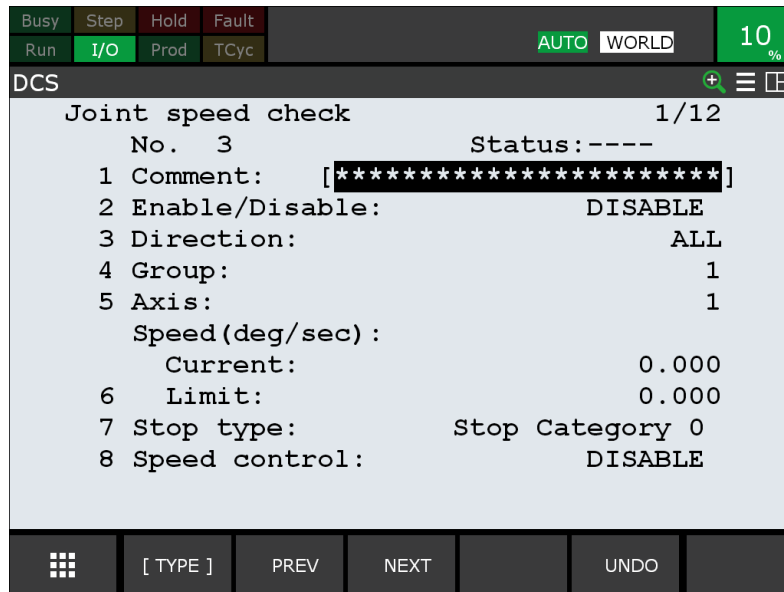 Busy Step Hold Fault
Run I/O Prod TCyc AUTO WORLD 10 %
DCS
Joint speed check 1/12
No. 3 Status:----
1 Comment: [***********************]
2 Enable/Disable: DISABLE
3 Direction: ALL
4 Group: 1
5 Axis: 1
Speed(deg/sec):
Current: 0.000
6 Limit: 0.000
7 Stop type: Stop Category 0
8 Speed control: DISABLE
[ TYPE ] PREV NEXT UNDO